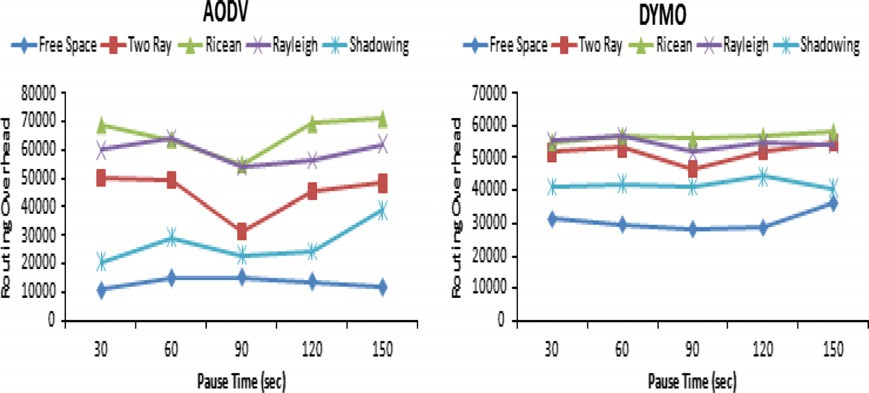 AODV
Free Space Two Ray Ricean Rayleigh Shadowing
Routing Overhead
80000
70000
60000
50000
40000
30000
20000
10000
0
30 60 90 120 150
Pause Time (sec)
DYMO
Free Space Two Ray Ricean Rayleigh Shadowing
Routing Overhead
70000
60000
50000
40000
30000
20000
10000
0
30 60 90 120 150
Pause Time (sec)